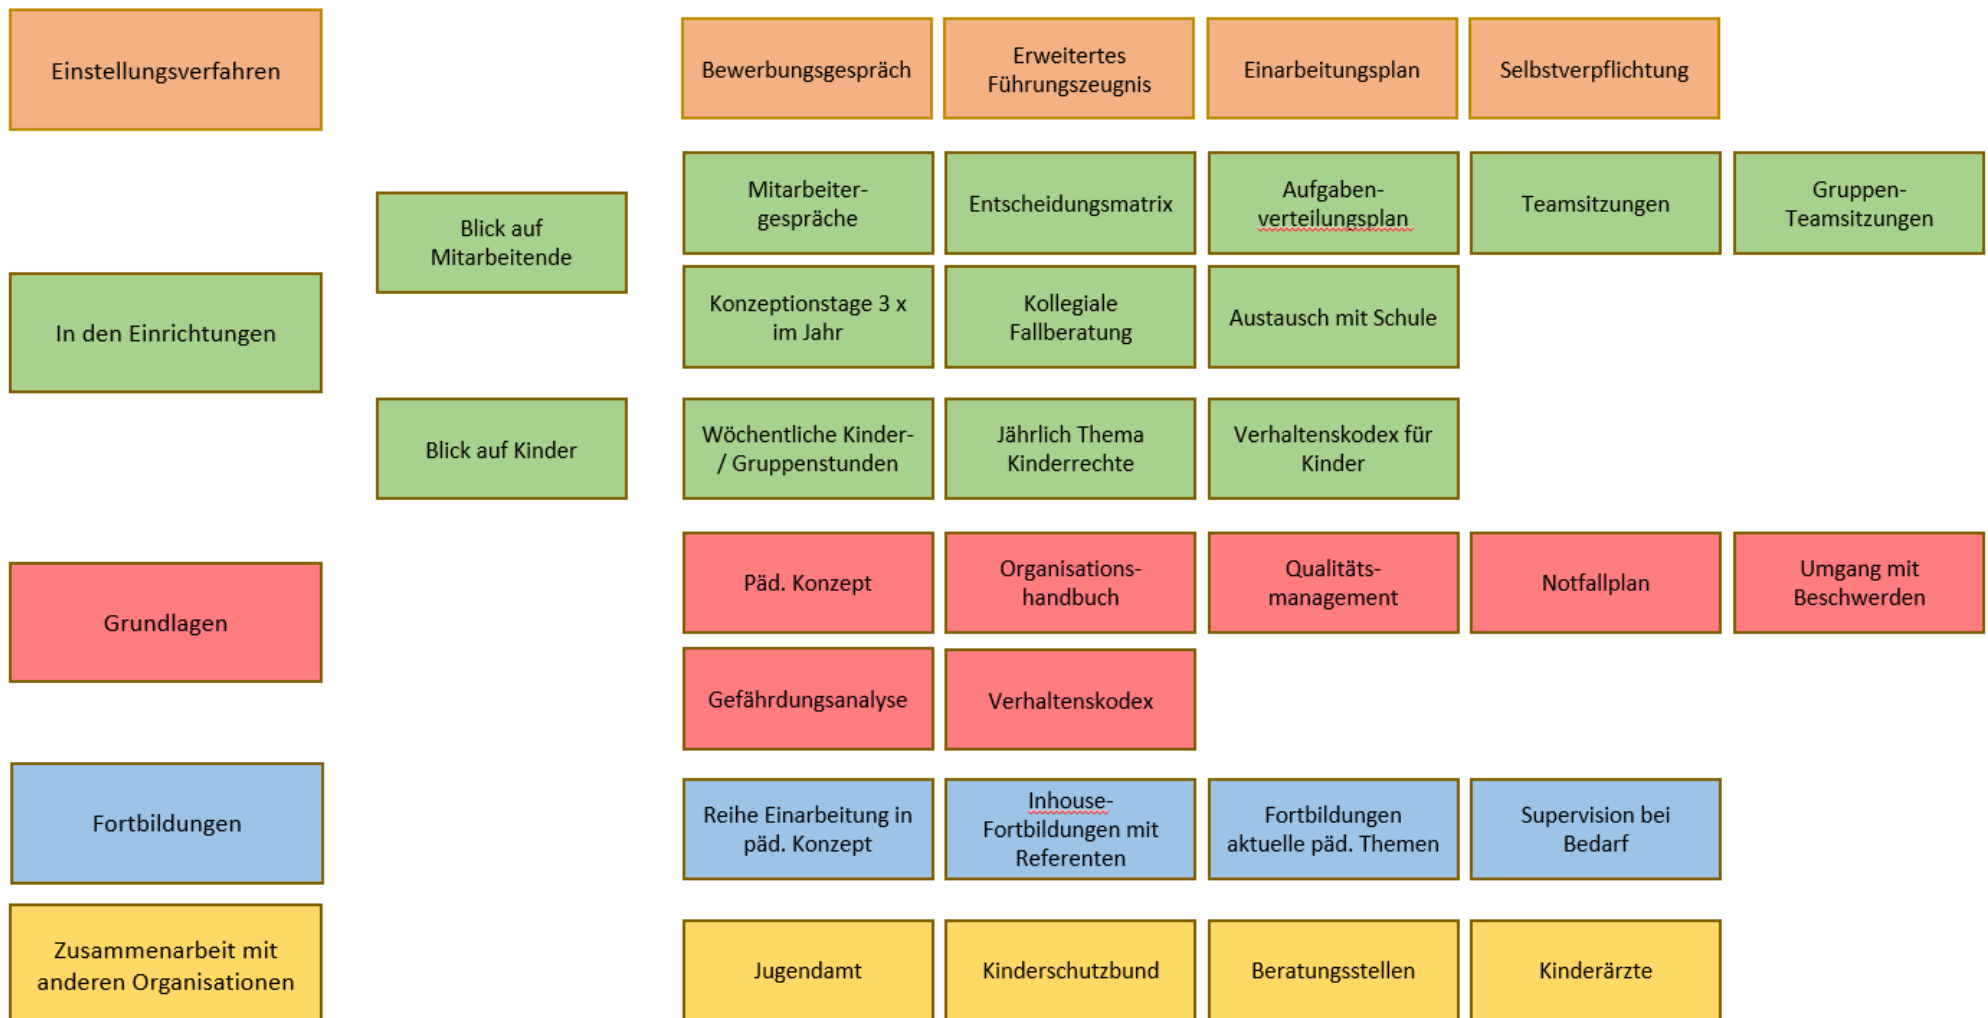 Einstellungsverfahren
Bewerbungsgespräch
Erweitertes
Führungszeugnis
Einarbeitungsplan
Selbstverpflichtung
In den Einrichtungen
Blick auf
Mitarbeitende
Mitarbeiter-
gespräche
Entscheidungsmatrix
Aufgaben-
verteilungsplan
Teamsitzungen
Gruppen-
Teamsitzungen
Konzeptionstage 3 x
im Jahr
Kollegiale
Fallberatung
Austausch mit Schule
Blick auf Kinder
Wöchentliche Kinder-
/ Gruppenstunden
Jährlich Thema
Kinderrechte
Verhaltenskodex für
Kinder
Grundlagen
Päd. Konzept
Organisations-
handbuch
Qualitäts-
management
Notfallplan
Umgang mit
Beschwerden
Gefährdungsanalyse
Verhaltenskodex
Fortbildungen
Reihe Einarbeitung in
päd. Konzept
Inhouse-
Fortbildungen mit
Referenten
Fortbildungen
aktuelle päd. Themen
Supervision bei
Bedarf
Zusammenarbeit mit
anderen Organisationen
Jugendamt
Kinderschutzbund
Beratungsstellen
Kinderärzte